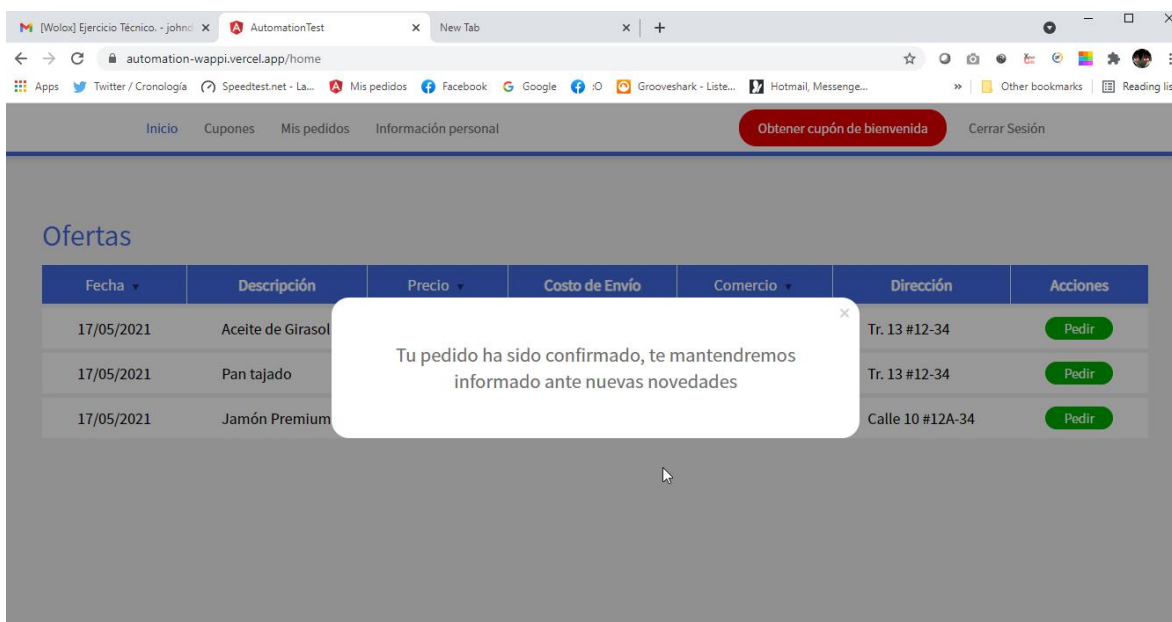 [Wolox] Ejercicio Técnico. - johnd
AutomationTest
New Tab
automation-wappi.vercel.app/home
Apps Twitter / Cronología Speedtest.net - La... Mis pedidos Facebook Google :O Grooveshark - Liste... Hotmail, Messenge... » Other bookmarks Reading lis
Inicio Cupones Mis pedidos Información personal Obtener cupón de bienvenida Cerrar Sesión
Ofertas
Fecha Descripción Precio Costo de Envío Comercio Dirección Acciones
17/05/2021 Aceite de Girasol Tr. 13 #12-34 Pedir
17/05/2021 Pan tajado Tr. 13 #12-34 Pedir
17/05/2021 Jamón Premium Calle 10 #12A-34 Pedir
Tu pedido ha sido confirmado, te mantendremos
informado ante nuevas novedades